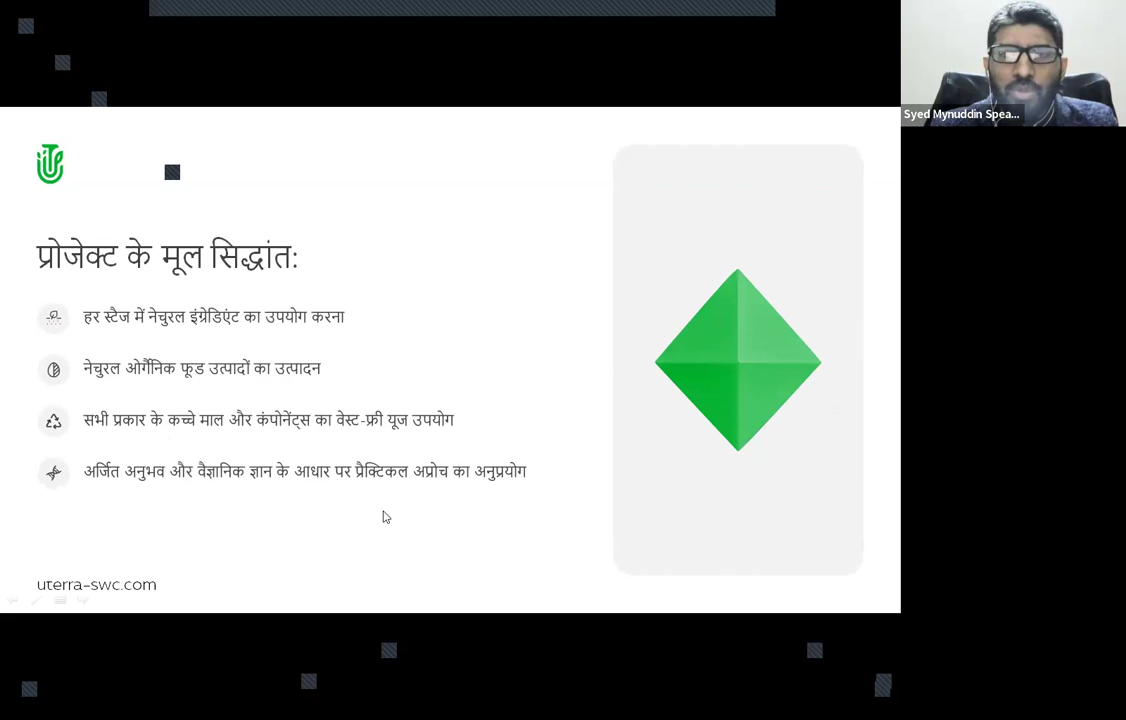 Syed Mynuddin Spea...
प्रोजेक्ट के मूल सिद्धांत:
हर स्टैज में नेचुरल इंग्रेडिएंट का उपयोग करना
नेचुरल ओर्गैनिक फूड उत्पादों का उत्पादन
सभी प्रकार के कच्चे माल और कंपोनेंट्स का वेस्ट-फ्री यूज उपयोग
अर्जित अनुभव और वैज्ञानिक ज्ञान के आधार पर प्रैक्टिकल अप्रोच का अनुप्रयोग
uterra-swc.com